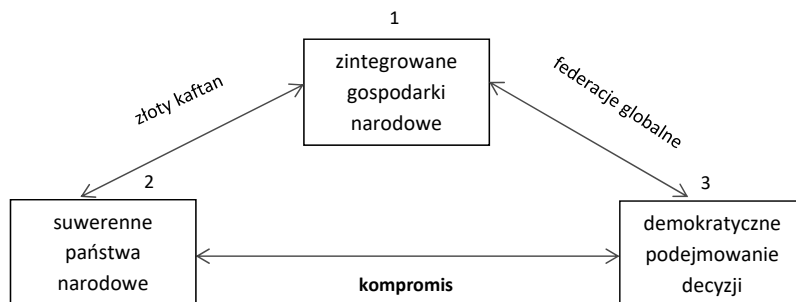 1
zintegrowane
gospodarki
narodowe
złoty kaftan
federacje globalne
2
suwerenne
państwa
narodowe
3
demokratyczne
podejmowanie
decyzji
kompromis